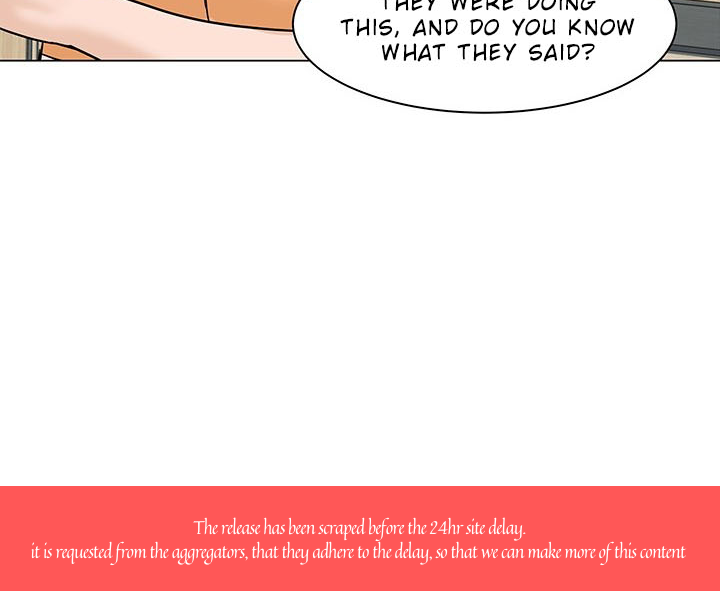 THEY WERE DOING
THIS, AND DO YOU KNOW
WHAT THEY SAID?
The release has been scraped before the 24hr site delay.
it is requested from the aggregators, that they adhere to the delay, so that we can make more of this content